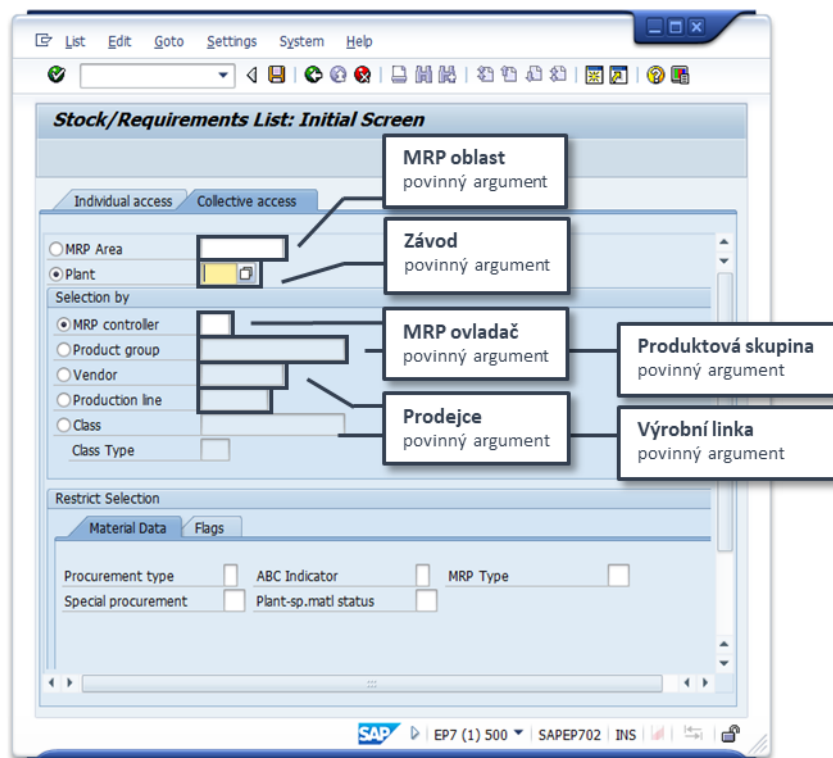 List Edit Goto Settings System Help
Stock/Requirements List: Initial Screen
MRP oblast
povinný argument
Individual access Collective access
Závod
povinný argument
MRP Area
Plant
Selection by
MRP controller
MRP ovladač
povinný argument
Product group
Produktová skupina
povinný argument
Vendor
Production line
Prodejce
povinný argument
Class
Výrobní linka
povinný argument
Class Type
Restrict Selection
Material Data Flags
Procurement type ABC Indicator MRP Type
Special procurement Plant-sp.matl status
SAP EP7 (1) 500 SAPEP702 INS